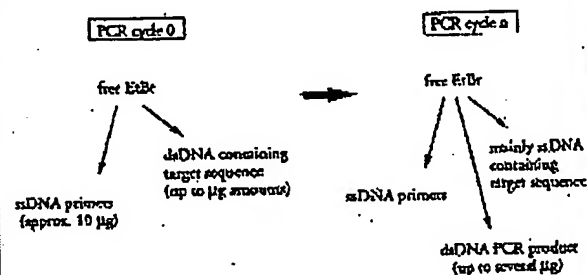 PCR cycle 0
free EtBr
ssDNA primers
(approx. 10 µg)
dsDNA containing
target sequence
(up to µg amounts)
PCR cycle n
free EtBr
ssDNA primers
mainly ssDNA
containing
target sequence
dsDNA PCR product
(up to several µg)